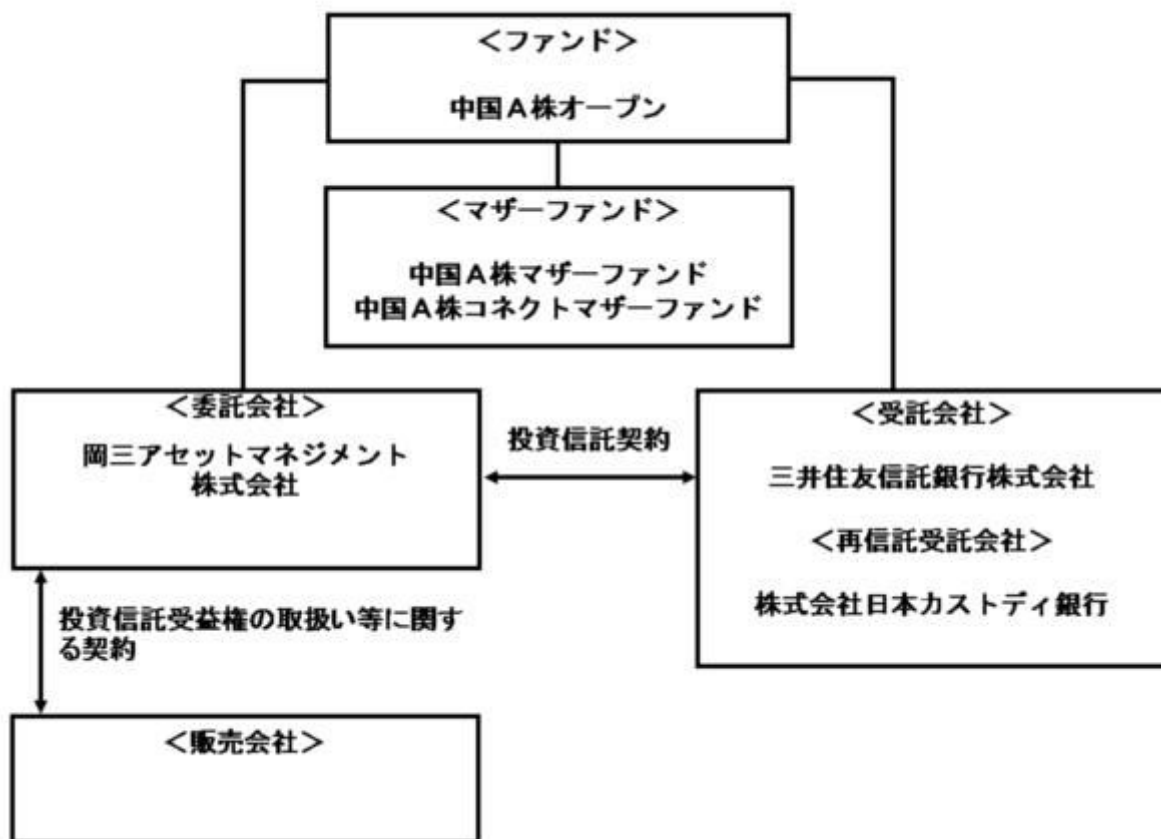 ＜ファンド＞
中国Ａ株オープン
＜マザーファンド＞
中国Ａ株マザーファンド
中国Ａ株コネクトマザーファンド
＜委託会社＞
岡三アセットマネジメント
株式会社
投資信託契約
＜受託会社＞
三井住友信託銀行株式会社
＜再信託受託会社＞
株式会社日本カストディ銀行
投資信託受益権の取扱い等に関す
る契約
＜販売会社＞